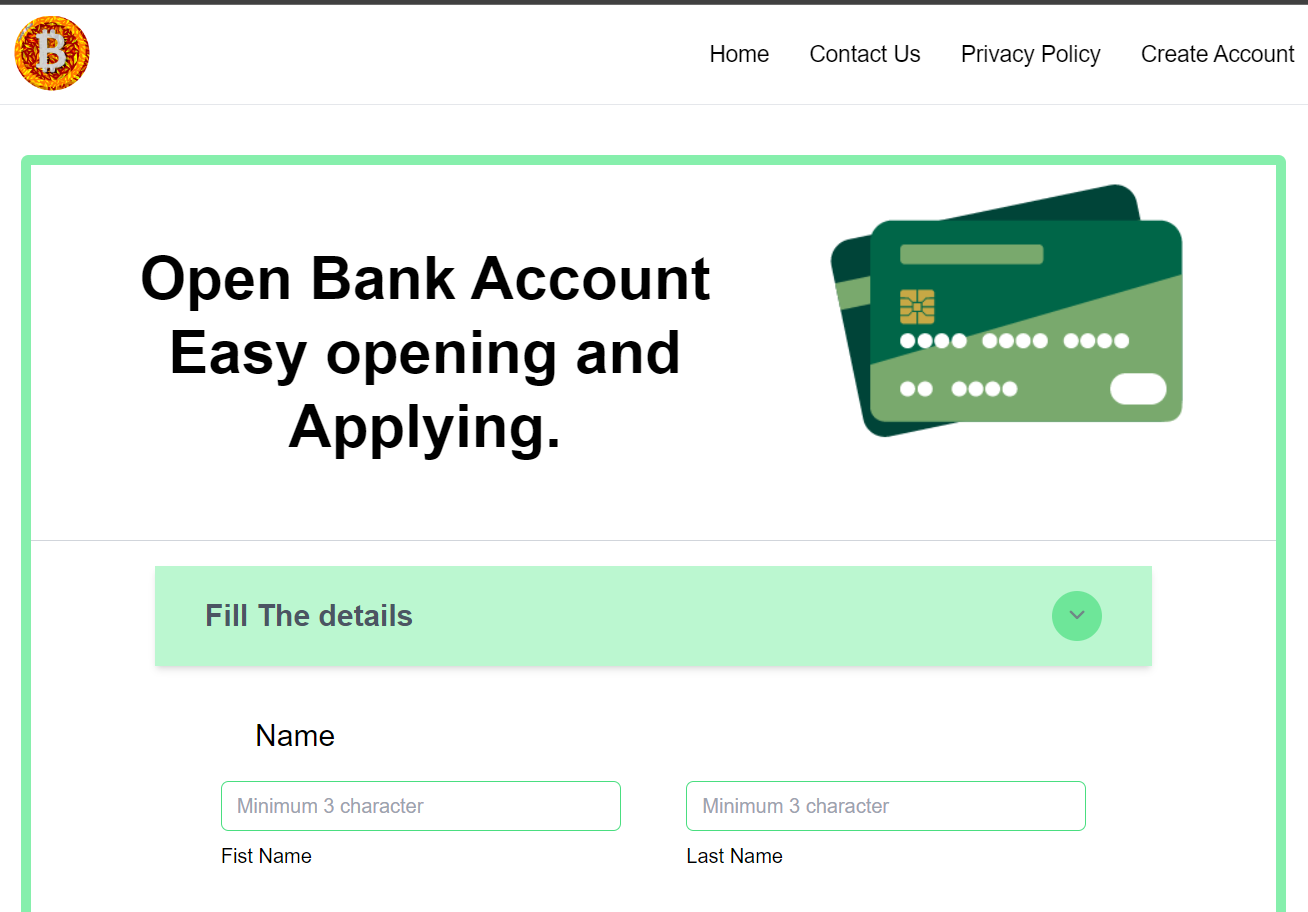 Home Contact Us Privacy Policy Create Account
Open Bank Account
Easy opening and
Applying.
Fill The details
Name
Minimum 3 character Minimum 3 character
Fist Name Last Name